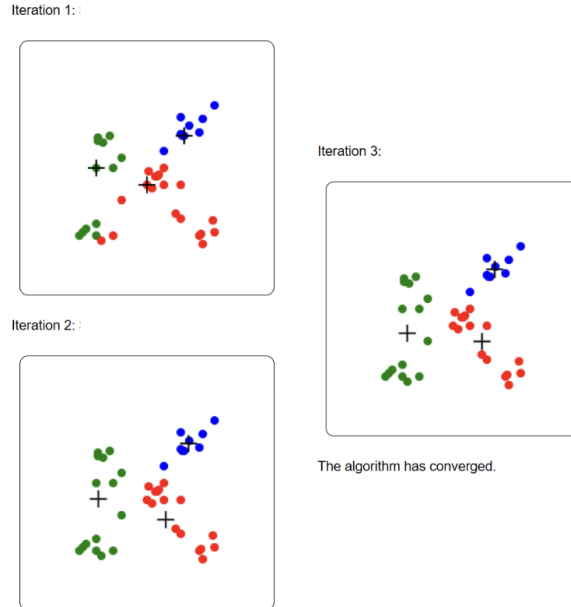 Iteration 1:
Iteration 2:
Iteration 3:
The algorithm has converged.